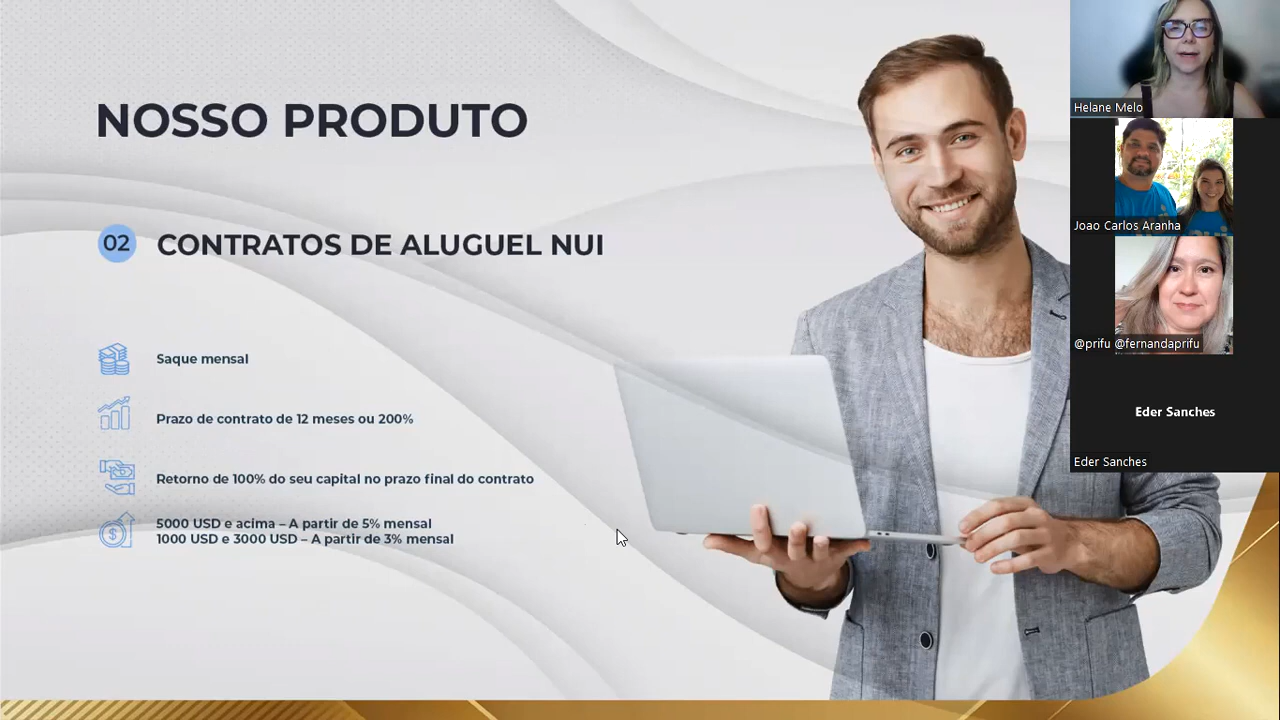 NOSSO PRODUTO
02
CONTRATOS DE ALUGUEL NUI
Saque mensal
Prazo de contrato de 12 meses ou 200%
Retorno de 100% do seu capital no prazo final do contrato
5000 USD e acima – A partir de 5% mensal
1000 USD e 3000 USD – A partir de 3% mensal
Helane Melo
Joao Carlos Aranha
@prifu @fernandaprifu
Eder Sanches
Eder Sanches